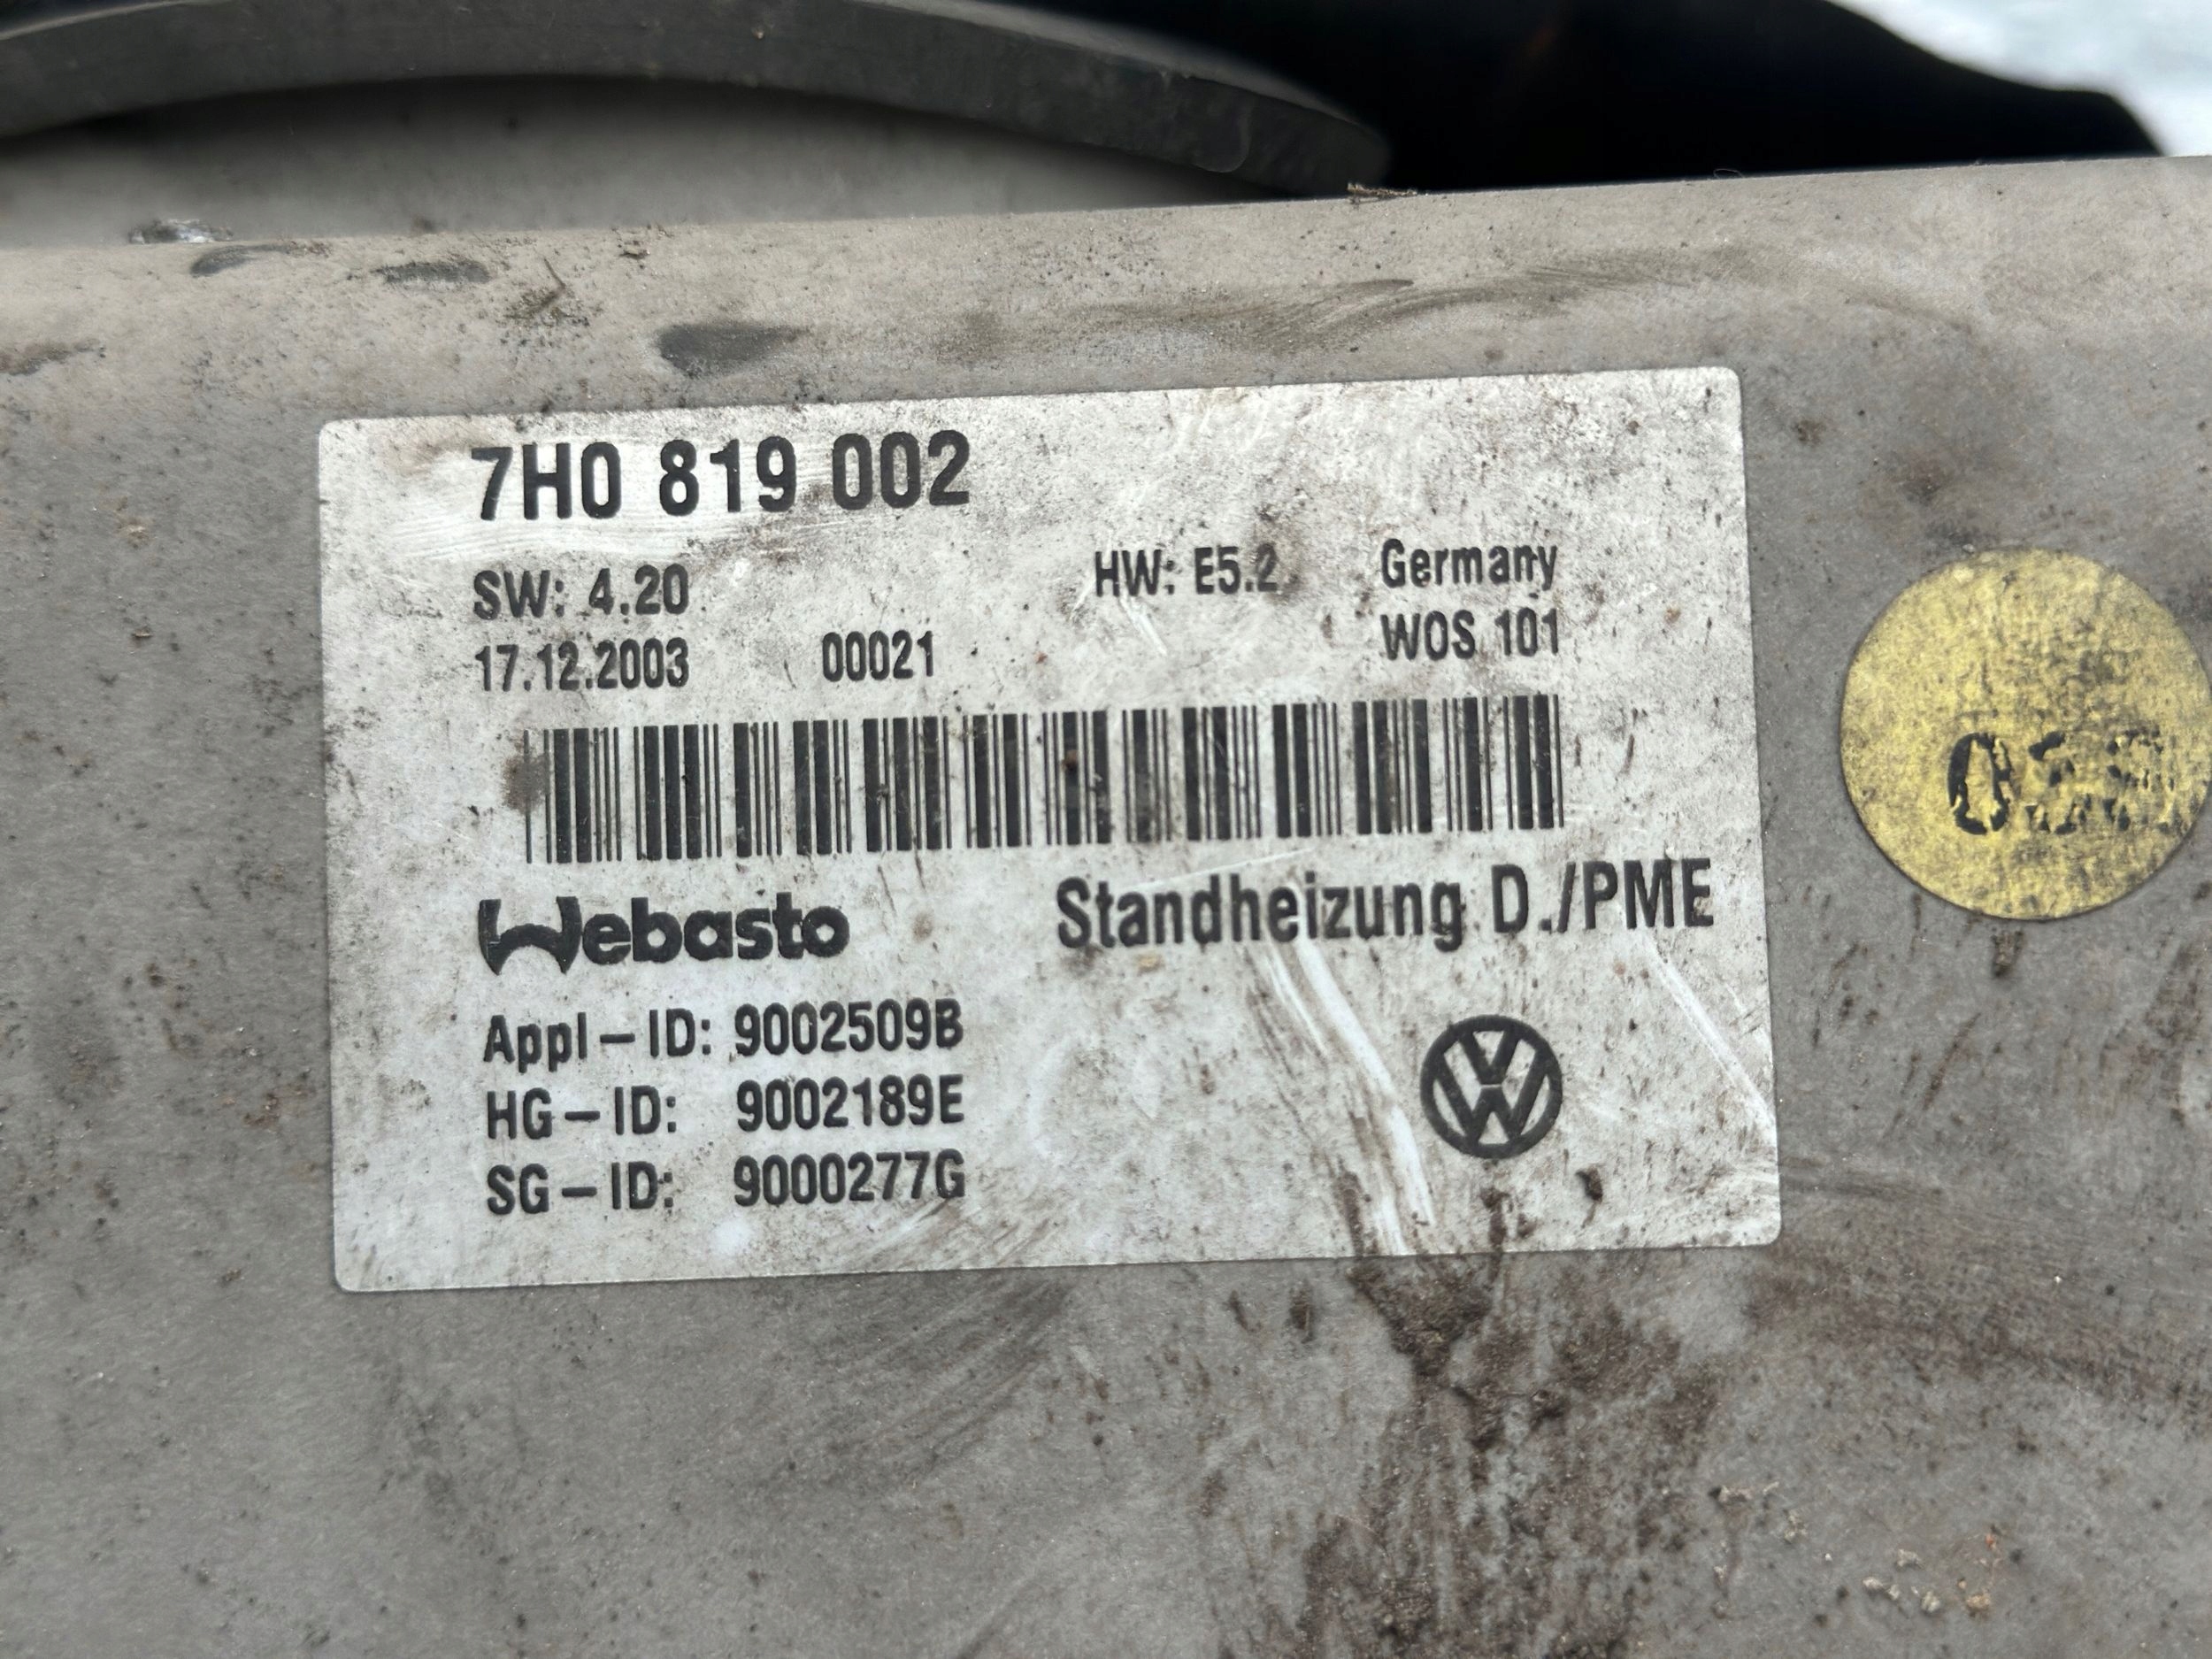 7H0 819 002
SW: 4.20 HW: E5.2 Germany
17.12.2003 00021 WOS 101
Webasto Standheizung D./PME
Appl-ID: 9002509B
HG-ID: 9002189E
SG-ID: 9000277G